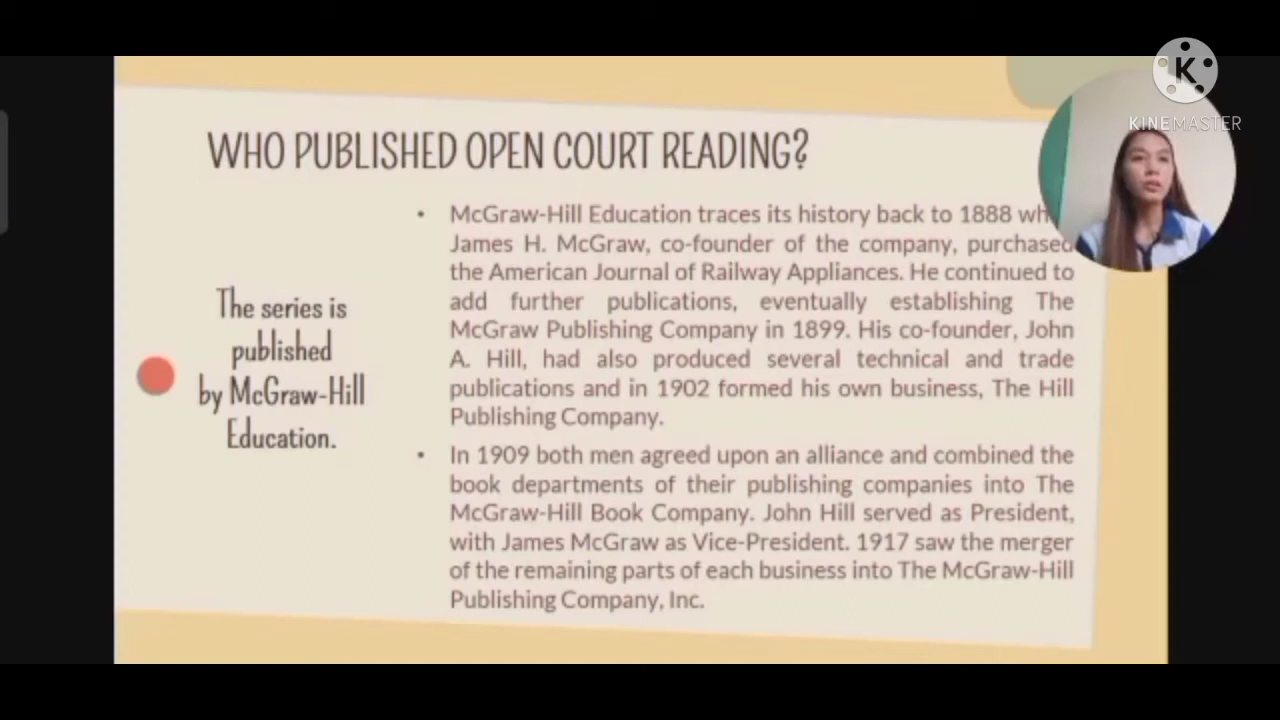 K
KINEMASTER
WHO PUBLISHED OPEN COURT READING?
The series is
published
by McGraw-Hill
Education.
• McGraw-Hill Education traces its history back to 1888
James H. McGraw, co-founder of the company, purchased
the American Journal of Railway Appliances. He continued to
add further publications, eventually establishing The
McGraw Publishing Company in 1899. His co-founder, John
A. Hill, had also produced several technical and trade
publications and in 1902 formed his own business, The Hill
Publishing Company.
• In 1909 both men agreed upon an alliance and combined the
book departments of their publishing companies into The
McGraw-Hill Book Company. John Hill served as President,
with James McGraw as Vice-President. 1917 saw the merger
of the remaining parts of each business into The McGraw-Hill
Publishing Company, Inc.